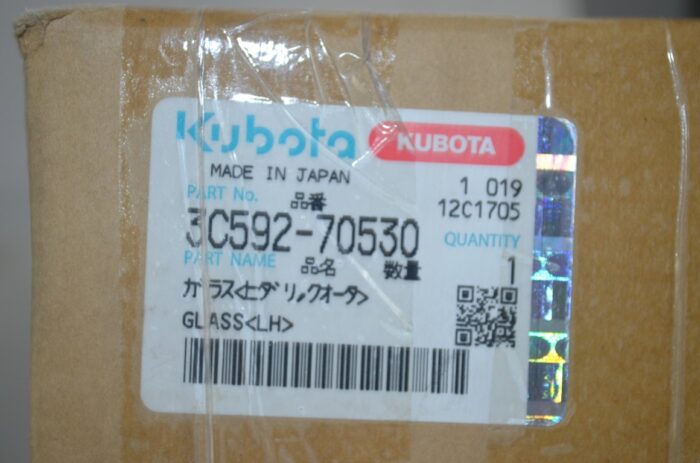 Kubota KUBOTA
MADE IN JAPAN 1 019
PART No. 品番 12C1705
3C592-70530 QUANTITY
PART NAME 品名 数量 1
ガラス<ヒダリ,クオータ>
GLASS<LH>